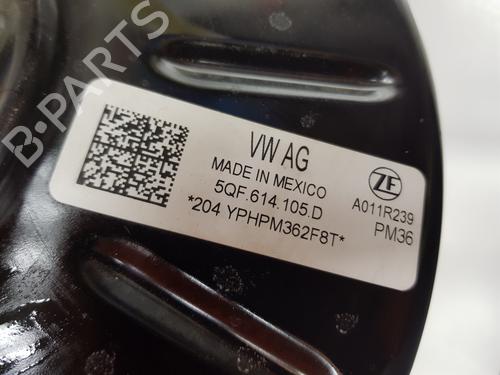 B-PARTS
VW AG
MADE IN MEXICO
5QF.614.105.D
*204 YPHPM362F8T*
ZF
A011R239
PM36